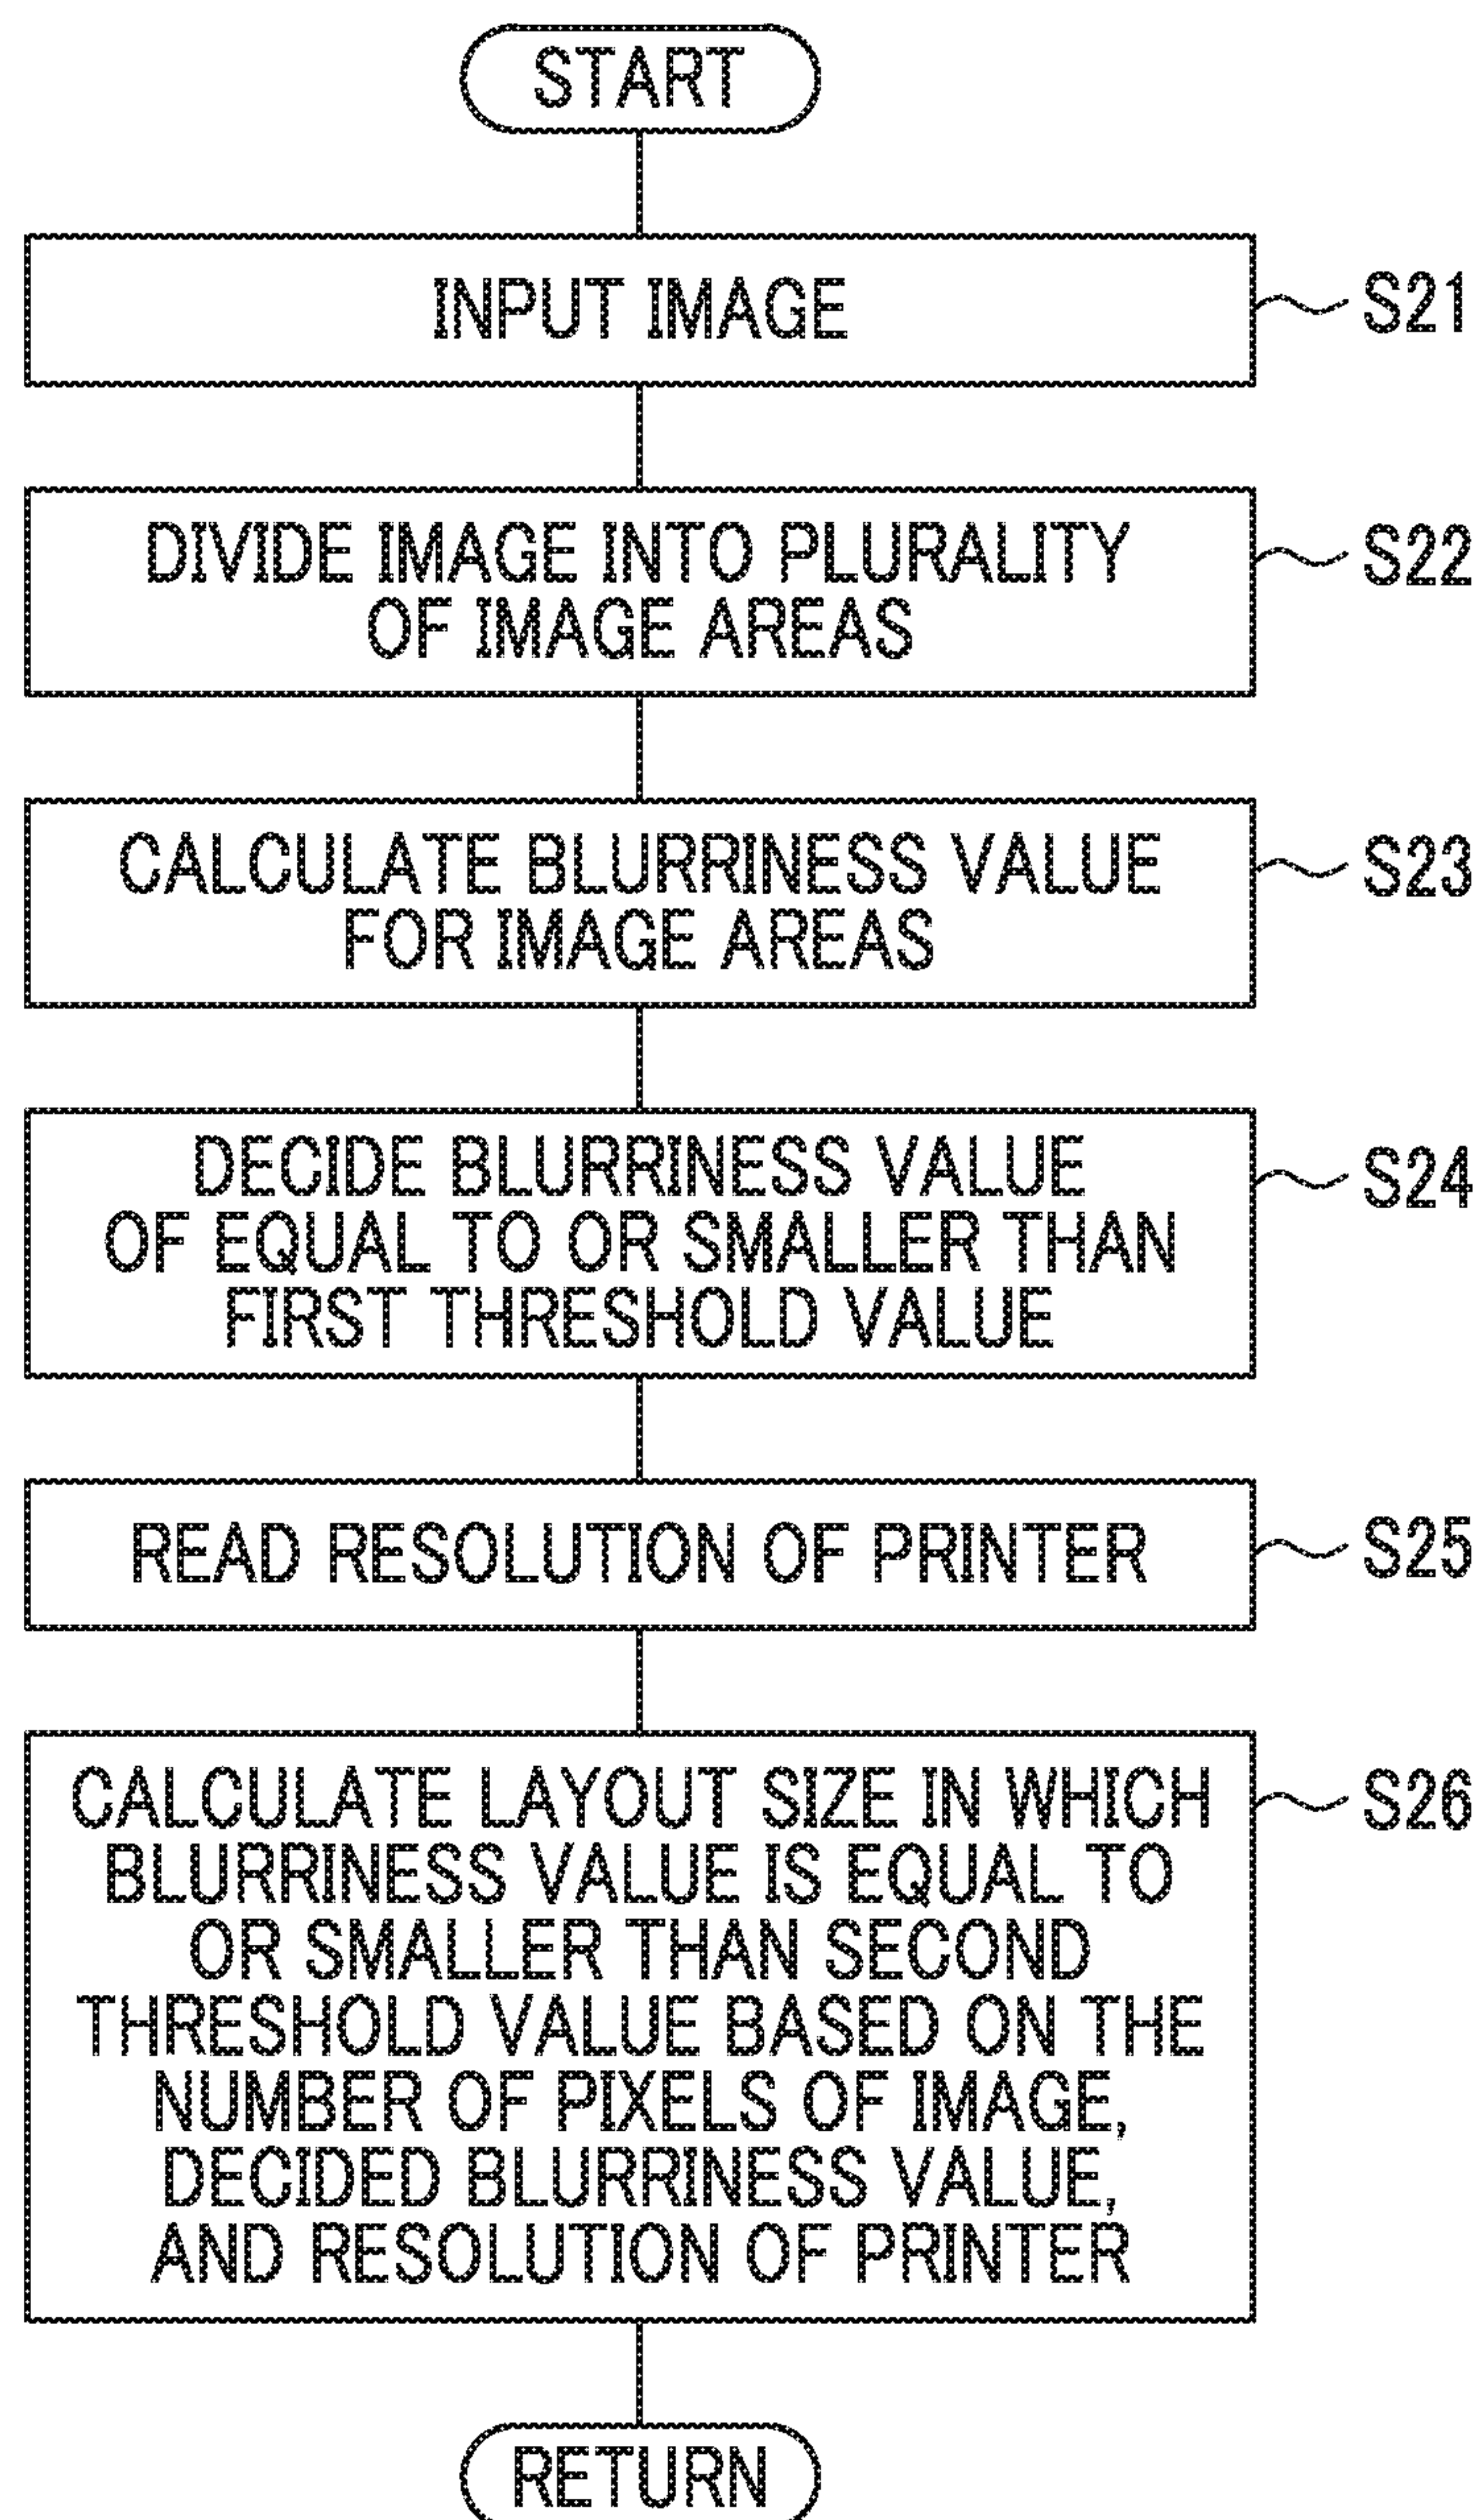 START
INPUT IMAGE
S21
DIVIDE IMAGE INTO PLURALITY
OF IMAGE AREAS
S22
CALCULATE BLURRINESS VALUE
FOR IMAGE AREAS
S23
DECIDE BLURRINESS VALUE
OF EQUAL TO OR SMALLER THAN
FIRST THRESHOLD VALUE
S24
READ RESOLUTION OF PRINTER
S25
CALCULATE LAYOUT SIZE IN WHICH
BLURRINESS VALUE IS EQUAL TO
OR SMALLER THAN SECOND
THRESHOLD VALUE BASED ON THE
NUMBER OF PIXELS OF IMAGE,
DECIDED BLURRINESS VALUE,
AND RESOLUTION OF PRINTER
S26
RETURN